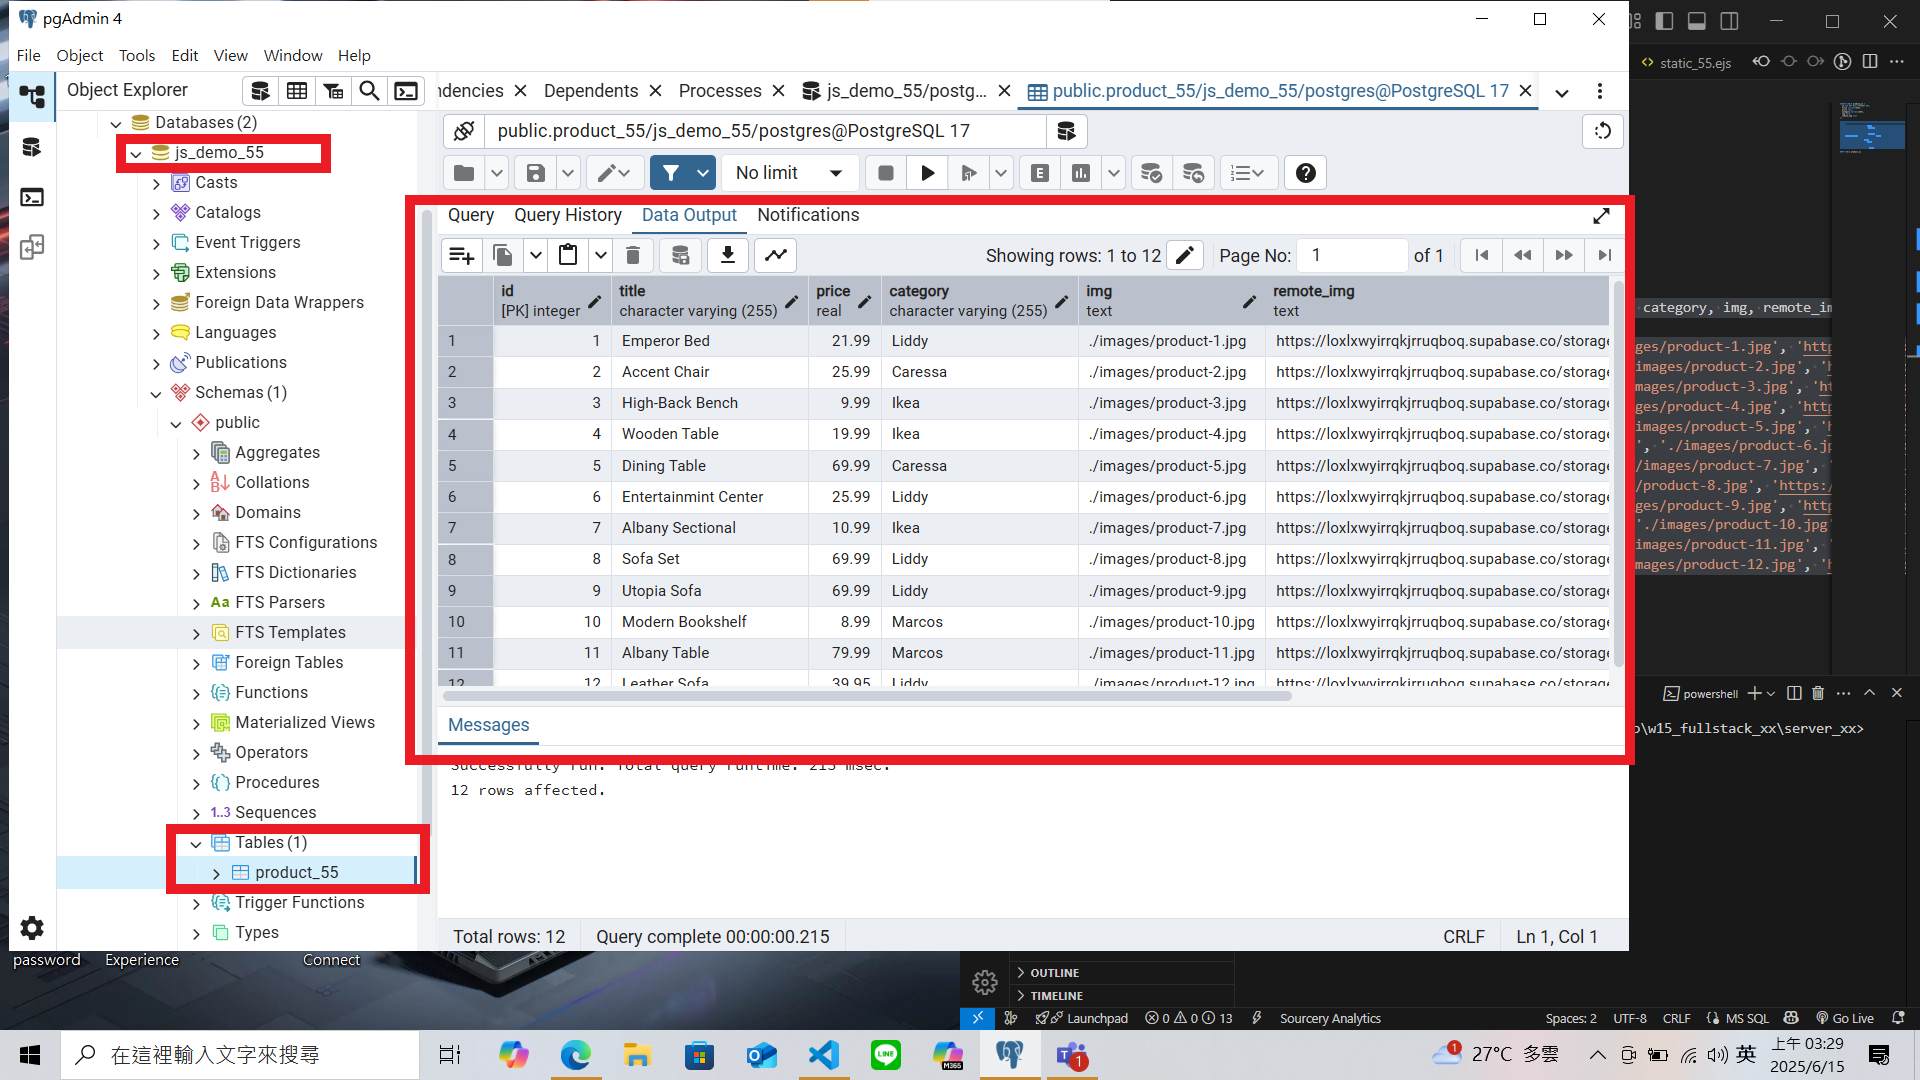 pgAdmin 4
File Object Tools Edit View Window Help
static_55.ejs
Object Explorer
ndencies Dependents Processes js_demo_55/postg... public.product_55/js_demo_55/postgres@PostgreSQL 17
public.product_55/js_demo_55/postgres@PostgreSQL 17
No limit
Databases (2)
js_demo_55
Casts
Catalogs
Event Triggers
Extensions
Foreign Data Wrappers
Languages
Publications
Schemas (1)
public
Aggregates
Collations
Domains
FTS Configurations
FTS Dictionaries
FTS Parsers
FTS Templates
Foreign Tables
Functions
Materialized Views
Operators
Procedures
Sequences
Tables (1)
product_55
Trigger Functions
Types
Query Query History Data Output Notifications
Showing rows: 1 to 12 Page No: 1 of 1
id title price category img remote_img
[PK] integer character varying (255) real character varying (255) text text
1 1 Emperor Bed 21.99 Liddy ./images/product-1.jpg https://loxlxwyirrqkjrruqboq.supabase.co/storage
2 2 Accent Chair 25.99 Caressa ./images/product-2.jpg https://loxlxwyirrqkjrruqboq.supabase.co/storage
3 3 High-Back Bench 9.99 Ikea ./images/product-3.jpg https://loxlxwyirrqkjrruqboq.supabase.co/storage
4 4 Wooden Table 19.99 Ikea ./images/product-4.jpg https://loxlxwyirrqkjrruqboq.supabase.co/storage
5 5 Dining Table 69.99 Caressa ./images/product-5.jpg https://loxlxwyirrqkjrruqboq.supabase.co/storage
6 6 Entertainmint Center 25.99 Liddy ./images/product-6.jpg https://loxlxwyirrqkjrruqboq.supabase.co/storage
7 7 Albany Sectional 10.99 Ikea ./images/product-7.jpg https://loxlxwyirrqkjrruqboq.supabase.co/storage
8 8 Sofa Set 69.99 Liddy ./images/product-8.jpg https://loxlxwyirrqkjrruqboq.supabase.co/storage
9 9 Utopia Sofa 69.99 Liddy ./images/product-9.jpg https://loxlxwyirrqkjrruqboq.supabase.co/storage
10 10 Modern Bookshelf 8.99 Marcos ./images/product-10.jpg https://loxlxwyirrqkjrruqboq.supabase.co/storage
11 11 Albany Table 79.99 Marcos ./images/product-11.jpg https://loxlxwyirrqkjrruqboq.supabase.co/storage
12 12 Leather Sofa 39.95 Liddy ./images/product-12.jpg https://loxlxwyirrqkjrruqboq.supabase.co/storage
Messages
Successfully run. Total query runtime: 215 msec.
12 rows affected.
Total rows: 12 Query complete 00:00:00.215 CRLF Ln 1, Col 1
category, img, remote_im
ges/product-1.jpg', 'http
images/product-2.jpg', 'h
mages/product-3.jpg', 'ht
ges/product-4.jpg', 'http
images/product-5.jpg', 'h
', './images/product-6.jp
/images/product-7.jpg',
/product-8.jpg', 'https:/
ges/product-9.jpg', 'http
'./images/product-10.jpg'
images/product-11.jpg', '
mages/product-12.jpg', 'h
powershell
o\w15_fullstack_xx\server_xx>
password Experience Connect
OUTLINE
TIMELINE
Launchpad 0 0 13 Sourcery Analytics Spaces: 2 UTF-8 CRLF MS SQL Go Live
在這裡輸入文字來搜尋
M365
1
1
27°C 多雲
英
上午 03:29
2025/6/15